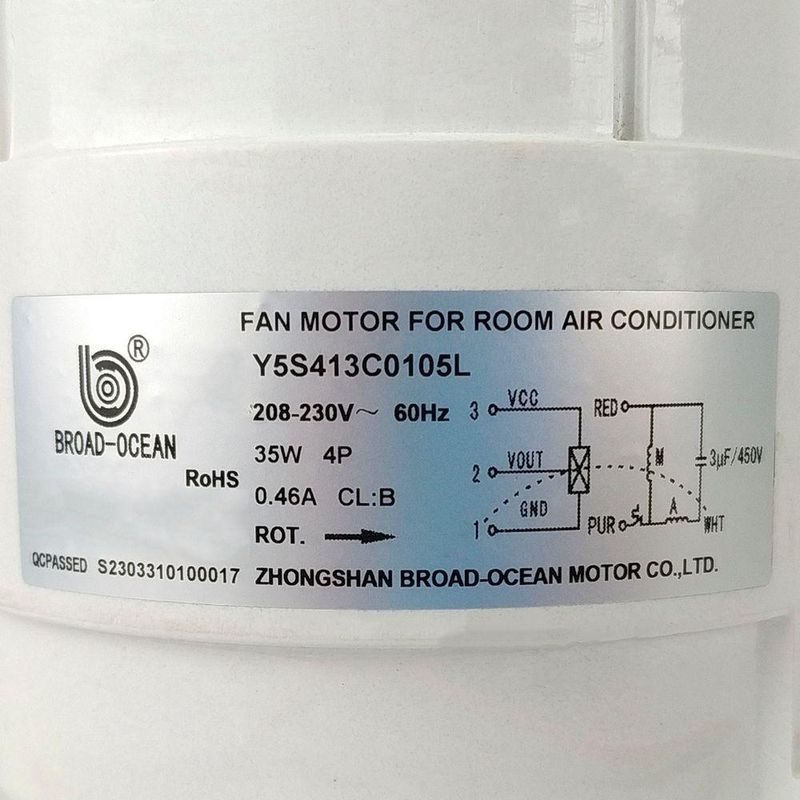 FAN MOTOR FOR ROOM AIR CONDITIONER
®
BROAD-OCEAN
RoHS
Y5S413C0105L
208-230V～ 60Hz
35W 4P
0.46A CL:B
ROT.
3 VCC
2 VOUT
1 GND
RED
M
3μF/450V
A
PUR
WHT
QCPASSED S2303310100017
ZHONGSHAN BROAD-OCEAN MOTOR CO.,LTD.